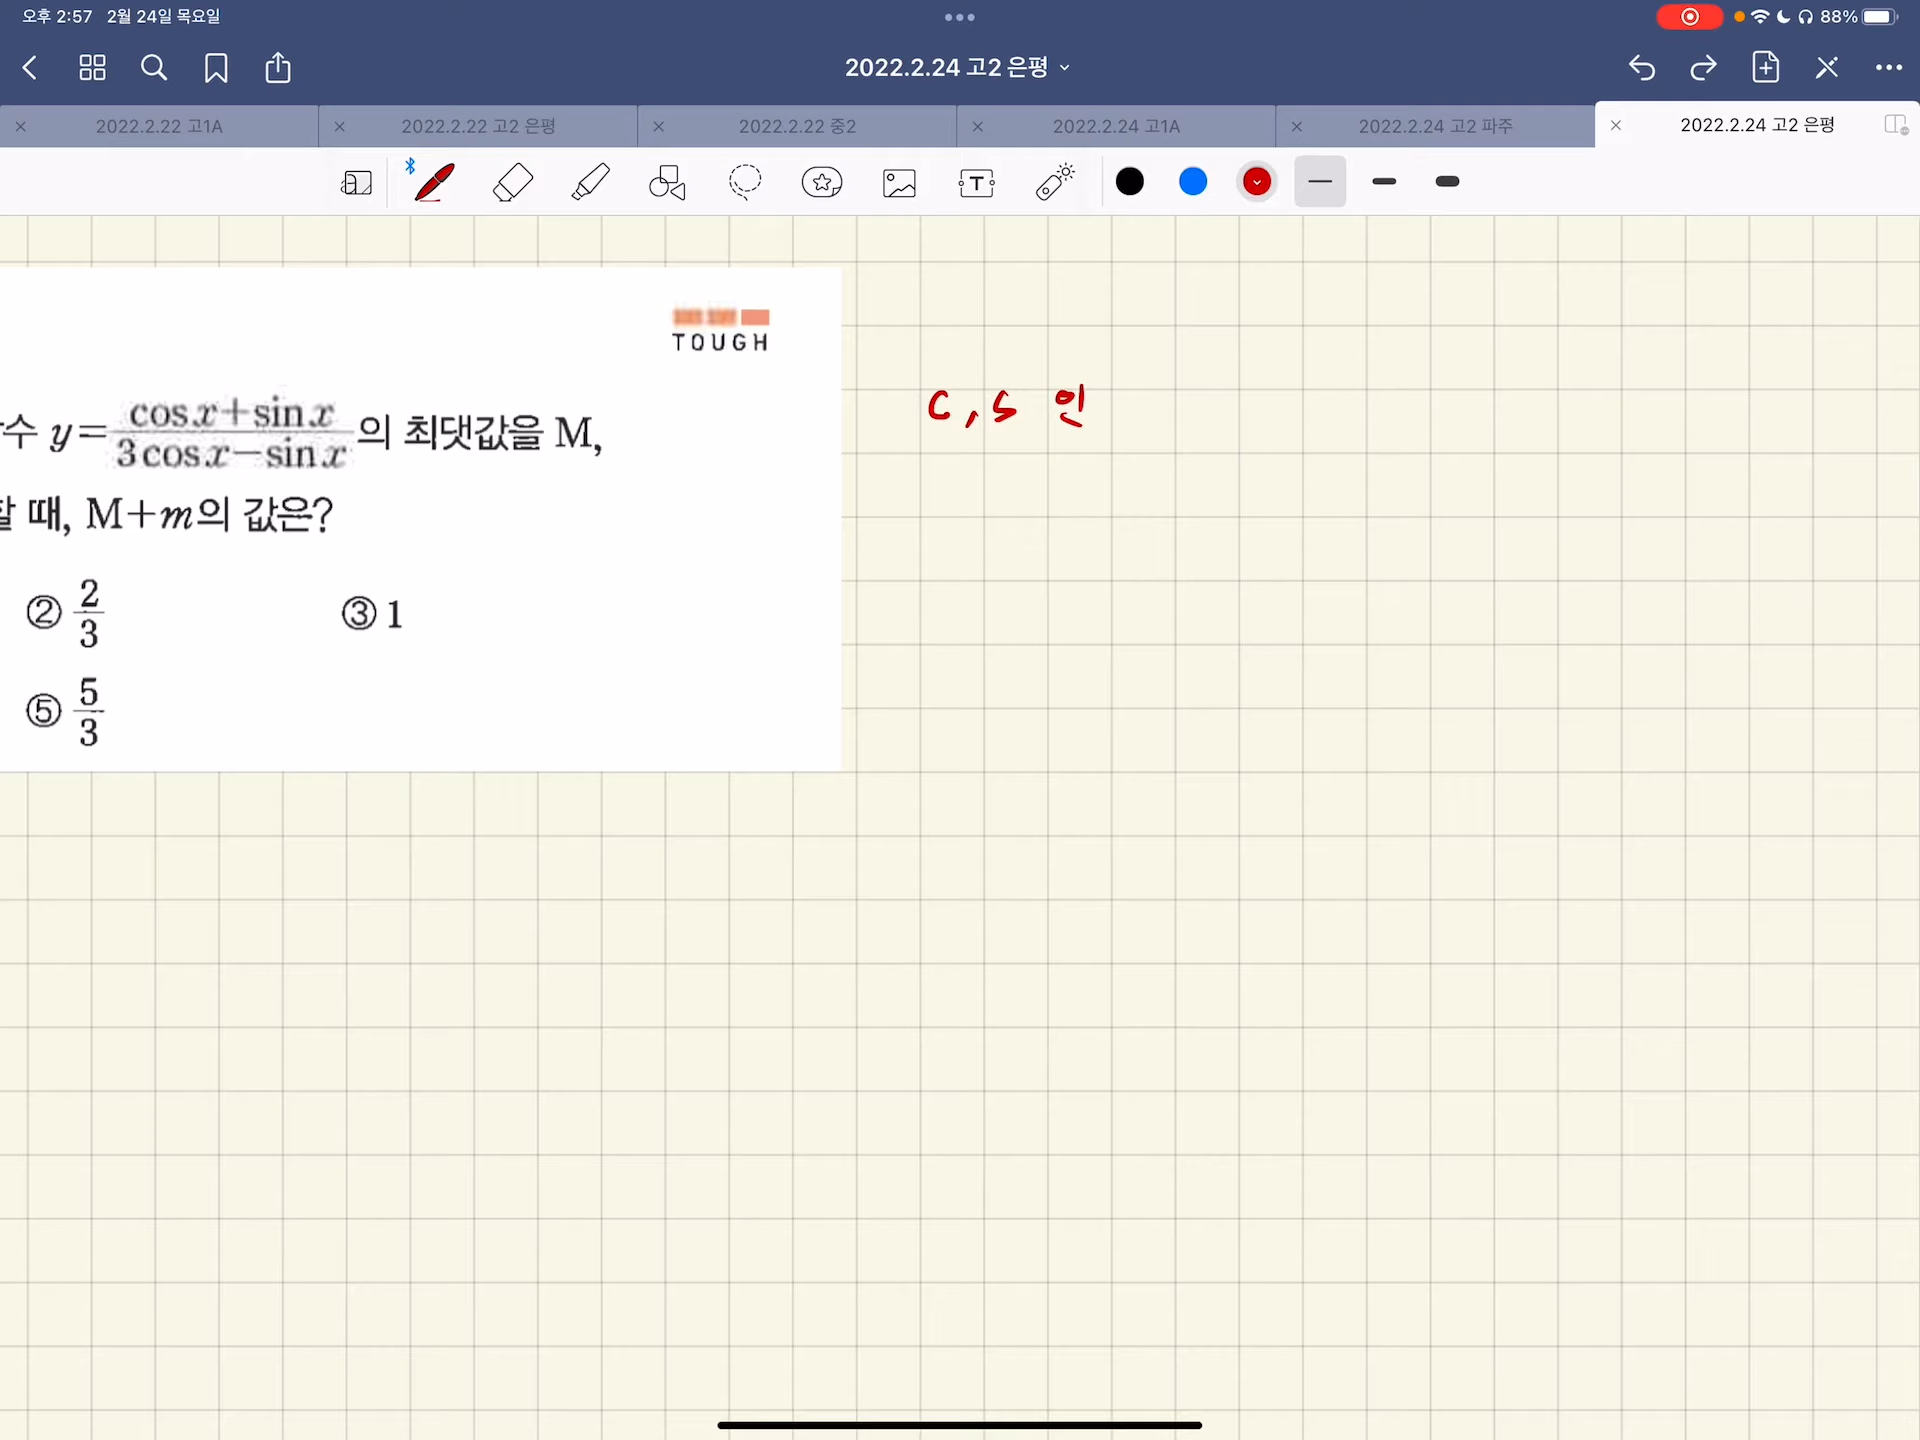 오후 2:57 2월 24일 목요일
88%
2022.2.24 고2 은평
2022.2.22 고1A
2022.2.22 고2 은평
2022.2.22 중2
2022.2.24 고1A
2022.2.24 고2 파주
2022.2.24 고2 은평
TOUGH
수 y=\frac{cos x+sin x}{3cos x−sin x}의 최댓값을 M,
때, M+m의 값은?
② 2/3 ③ 1
⑤ 5/3
c, s 인